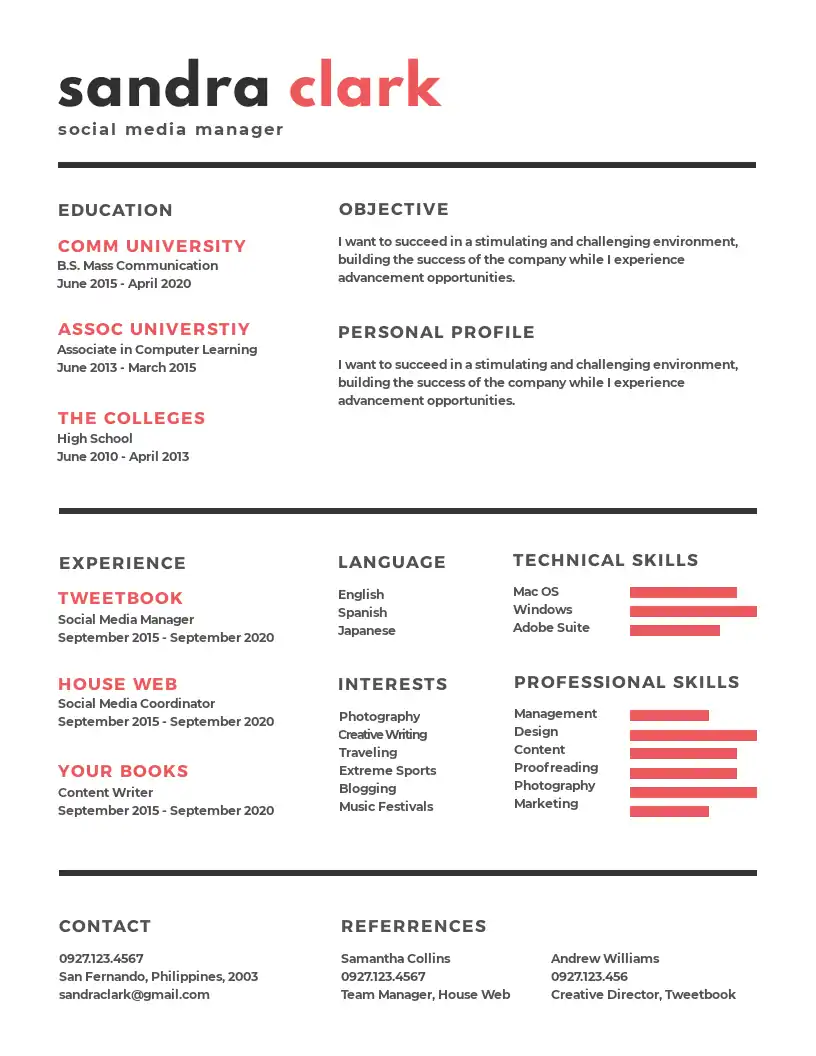 sandra clark
social media manager
EDUCATION
COMM UNIVERSITY
B.S. Mass Communication
June 2015 - April 2020
ASSOC UNIVERSTIY
Associate in Computer Learning
June 2013 - March 2015
THE COLLEGES
High School
June 2010 - April 2013
OBJECTIVE
I want to succeed in a stimulating and challenging environment,
building the success of the company while I experience
advancement opportunities.
PERSONAL PROFILE
I want to succeed in a stimulating and challenging environment,
building the success of the company while I experience
advancement opportunities.
EXPERIENCE
TWEETBOOK
Social Media Manager
September 2015 - September 2020
HOUSE WEB
Social Media Coordinator
September 2015 - September 2020
YOUR BOOKS
Content Writer
September 2015 - September 2020
LANGUAGE
English
Spanish
Japanese
INTERESTS
Photography
Creative Writing
Traveling
Extreme Sports
Blogging
Music Festivals
TECHNICAL SKILLS
Mac OS
Windows
Adobe Suite
PROFESSIONAL SKILLS
Management
Design
Content
Proofreading
Photography
Marketing
CONTACT
0927.123.4567
San Fernando, Philippines, 2003
sandraclark@gmail.com
REFERRENCES
Samantha Collins
0927.123.4567
Team Manager, House Web
Andrew Williams
0927.123.456
Creative Director, Tweetbook